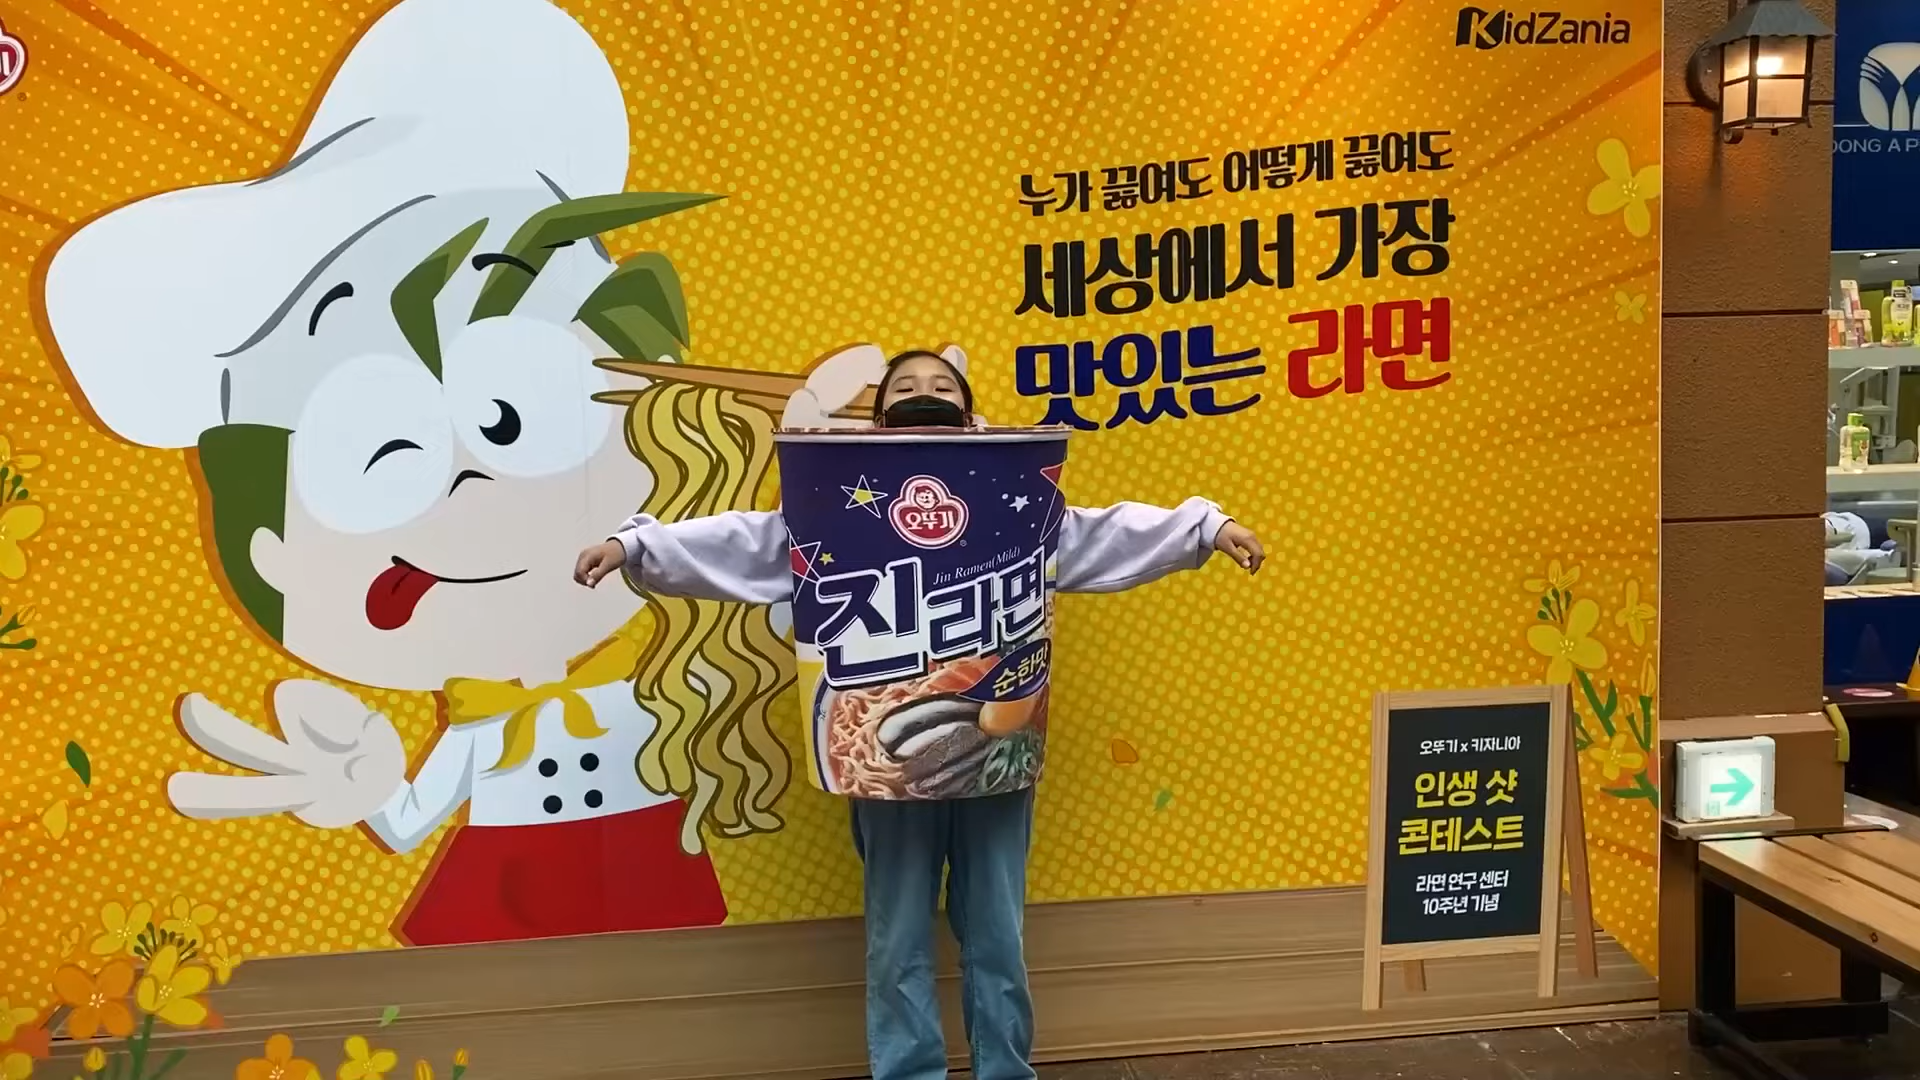 KidZania
누가 끓여도 어떻게 끓여도
세상에서 가장
맛있는 라면
오뚜기
Jin Ramen(Mild)
진라면
순한맛
오뚜기 x 키자니아
인생 샷
콘테스트
라면 연구 센터
10주년 기념
DONG A